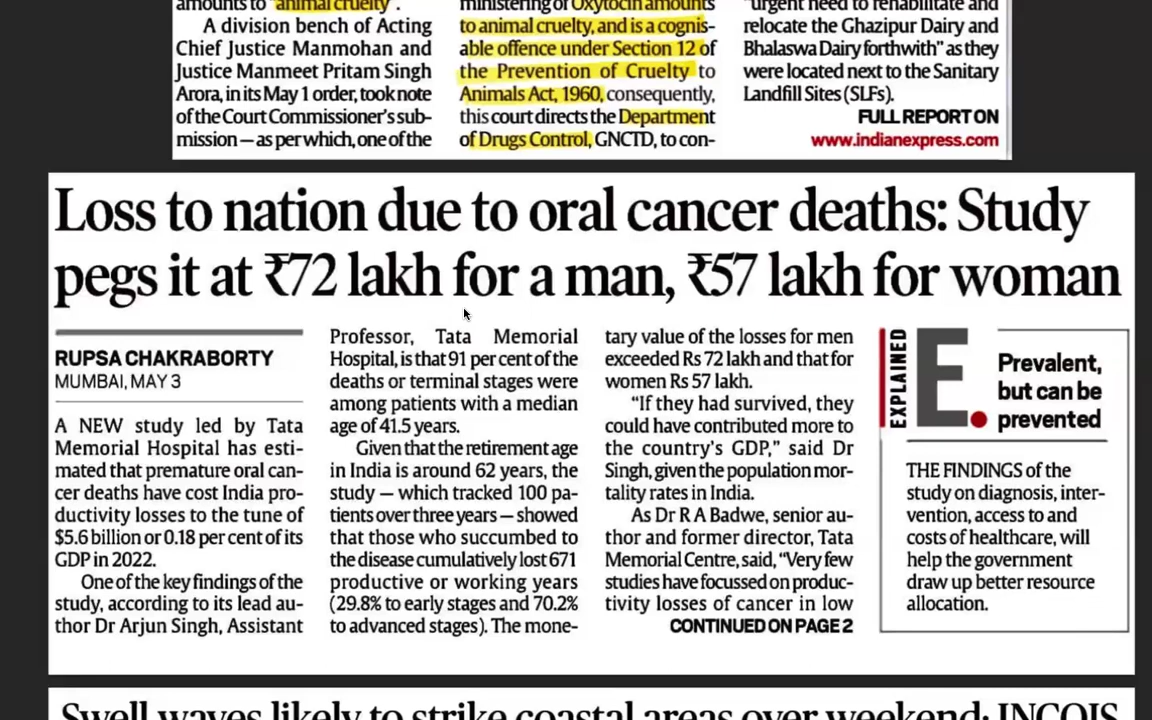 amounts to "animal cruelty".
A division bench of Acting
Chief Justice Manmohan and
Justice Manmeet Pritam Singh
Arora, in its May 1 order, took note
of the Court Commissioner's sub-
mission — as per which, one of the
ministering of Oxytocin amounts
to animal cruelty, and is a cognis-
able offence under Section 12 of
the Prevention of Cruelty to
Animals Act, 1960, consequently,
this court directs the Department
of Drugs Control, GNCTD, to con-
"urgent need to rehabilitate and
relocate the Ghazipur Dairy and
Bhalaswa Dairy forthwith" as they
were located next to the Sanitary
Landfill Sites (SLFs).
FULL REPORT ON
www.indianexpress.com
Loss to nation due to oral cancer deaths: Study
pegs it at ₹72 lakh for a man, ₹57 lakh for woman
RUPSA CHAKRABORTY
MUMBAI, MAY 3
A NEW study led by Tata
Memorial Hospital has esti-
mated that premature oral can-
cer deaths have cost India pro-
ductivity losses to the tune of
$5.6 billion or 0.18 per cent of its
GDP in 2022.
One of the key findings of the
study, according to its lead au-
thor Dr Arjun Singh, Assistant
Professor, Tata Memorial
Hospital, is that 91 per cent of the
deaths or terminal stages were
among patients with a median
age of 41.5 years.
Given that the retirement age
in India is around 62 years, the
study — which tracked 100 pa-
tients over three years — showed
that those who succumbed to
the disease cumulatively lost 671
productive or working years
(29.8% to early stages and 70.2%
to advanced stages). The mone-
tary value of the losses for men
exceeded Rs 72 lakh and that for
women Rs 57 lakh.
"If they had survived, they
could have contributed more to
the country's GDP," said Dr
Singh, given the population mor-
tality rates in India.
As Dr R A Badwe, senior au-
thor and former director, Tata
Memorial Centre, said, "Very few
studies have focussed on produc-
tivity losses of cancer in low
CONTINUED ON PAGE 2
EXPLAINED
E.
Prevalent,
but can be
prevented
THE FINDINGS of the
study on diagnosis, inter-
vention, access to and
costs of healthcare, will
help the government
draw up better resource
allocation.
Swell waves likely to strike coastal areas over weekend: INCOIS